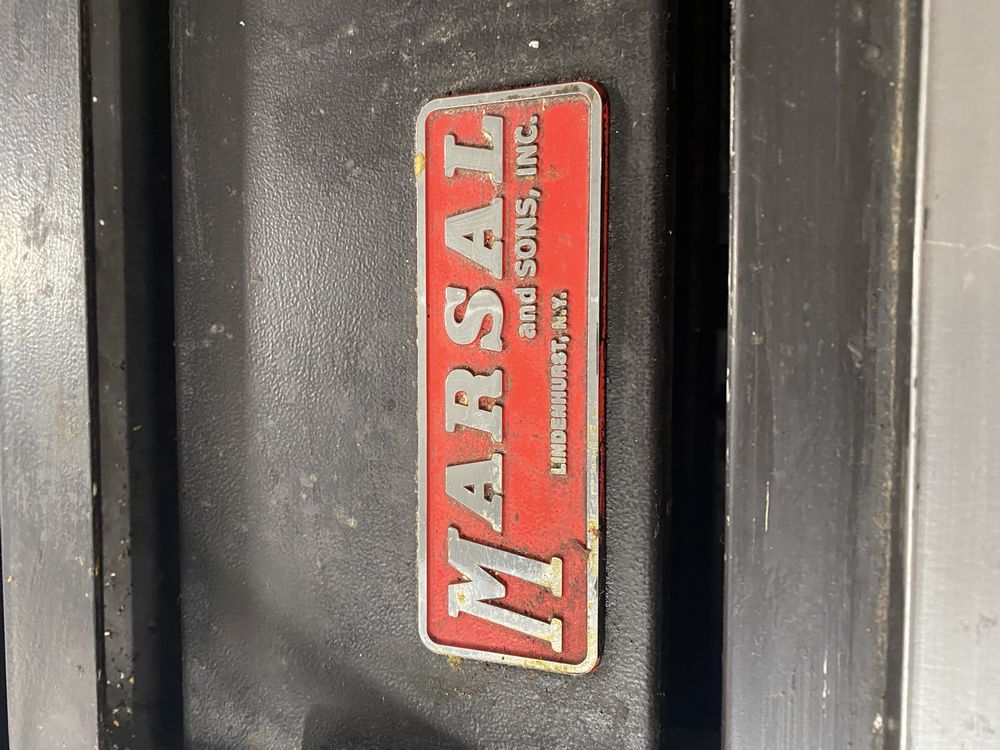 MARSAL
and SONS, INC.
LINDENHURST, N.Y.